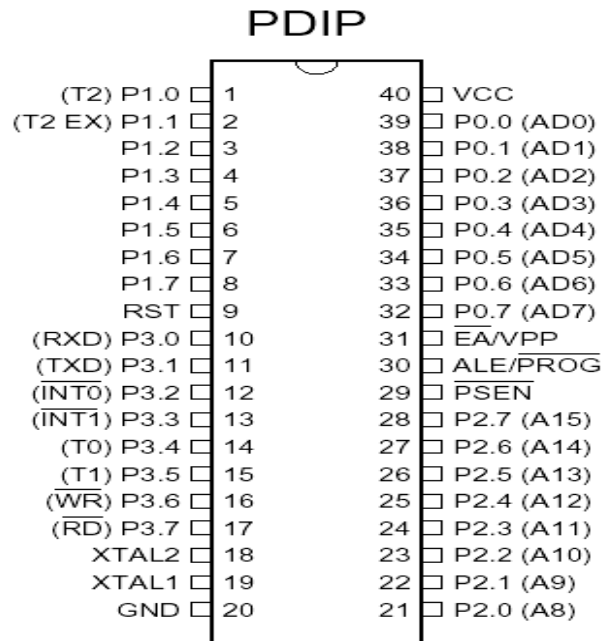 PDIP
(T2) P1.0 1 40 VCC
(T2 EX) P1.1 2 39 P0.0 (AD0)
P1.2 3 38 P0.1 (AD1)
P1.3 4 37 P0.2 (AD2)
P1.4 5 36 P0.3 (AD3)
P1.5 6 35 P0.4 (AD4)
P1.6 7 34 P0.5 (AD5)
P1.7 8 33 P0.6 (AD6)
RST 9 32 P0.7 (AD7)
(RXD) P3.0 10 31 E̅A̅/VPP
(TXD) P3.1 11 30 ALE/P̅R̅O̅G̅
(I̅N̅T̅0̅) P3.2 12 29 P̅S̅E̅N̅
(I̅N̅T̅1̅) P3.3 13 28 P2.7 (A15)
(T0) P3.4 14 27 P2.6 (A14)
(T1) P3.5 15 26 P2.5 (A13)
(W̅R̅) P3.6 16 25 P2.4 (A12)
(R̅D̅) P3.7 17 24 P2.3 (A11)
XTAL2 18 23 P2.2 (A10)
XTAL1 19 22 P2.1 (A9)
GND 20 21 P2.0 (A8)